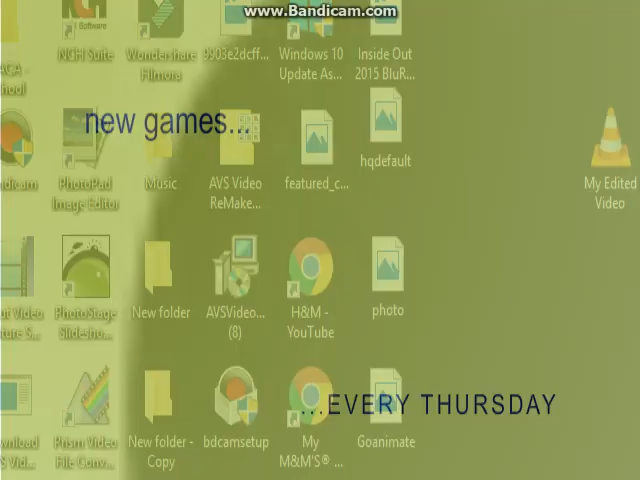 www.Bandicam.com
NCH Suite
Wondershare Filmora
9903e2dcff...
Windows 10 Update As...
Inside Out 2015 BluR...
new games...
hqdefault
PhotoPad Image Editor
Music
AVS Video ReMake...
featured_c...
My Edited Video
PhotoStage Slidesho...
New folder
AVSVideo... (8)
H&M - YouTube
photo
...EVERY THURSDAY
Prism Video File Conv...
New folder - Copy
bdcamsetup
My M&M'S® ...
Goanimate